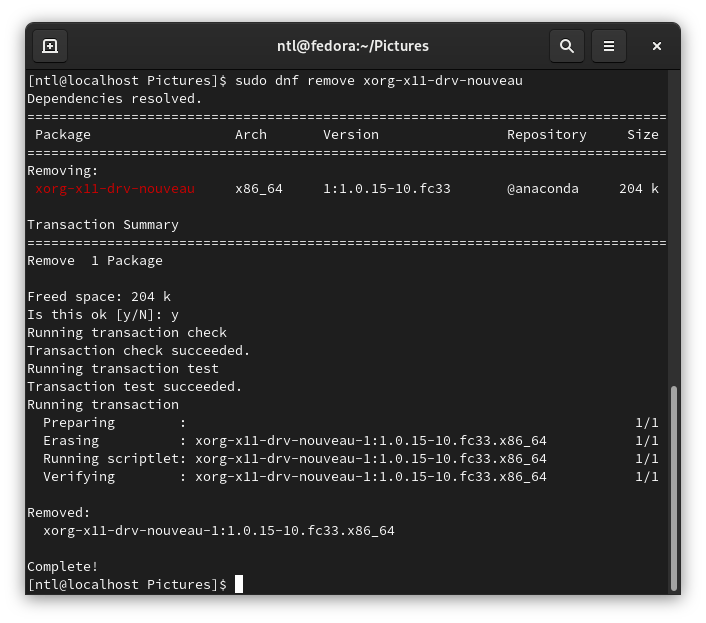 ntl@fedora:~/Pictures
[ntl@localhost Pictures]$ sudo dnf remove xorg-x11-drv-nouveau
Dependencies resolved.
================================================================================
Package Arch Version Repository Size
================================================================================
Removing:
xorg-x11-drv-nouveau x86_64 1:1.0.15-10.fc33 @anaconda 204 k
Transaction Summary
================================================================================
Remove  1 Package
Freed space: 204 k
Is this ok [y/N]: y
Running transaction check
Transaction check succeeded.
Running transaction test
Transaction test succeeded.
Running transaction
  Preparing        : 1/1
  Erasing          : xorg-x11-drv-nouveau-1:1.0.15-10.fc33.x86_64 1/1
  Running scriptlet: xorg-x11-drv-nouveau-1:1.0.15-10.fc33.x86_64 1/1
  Verifying        : xorg-x11-drv-nouveau-1:1.0.15-10.fc33.x86_64 1/1
Removed:
  xorg-x11-drv-nouveau-1:1.0.15-10.fc33.x86_64
Complete!
[ntl@localhost Pictures]$